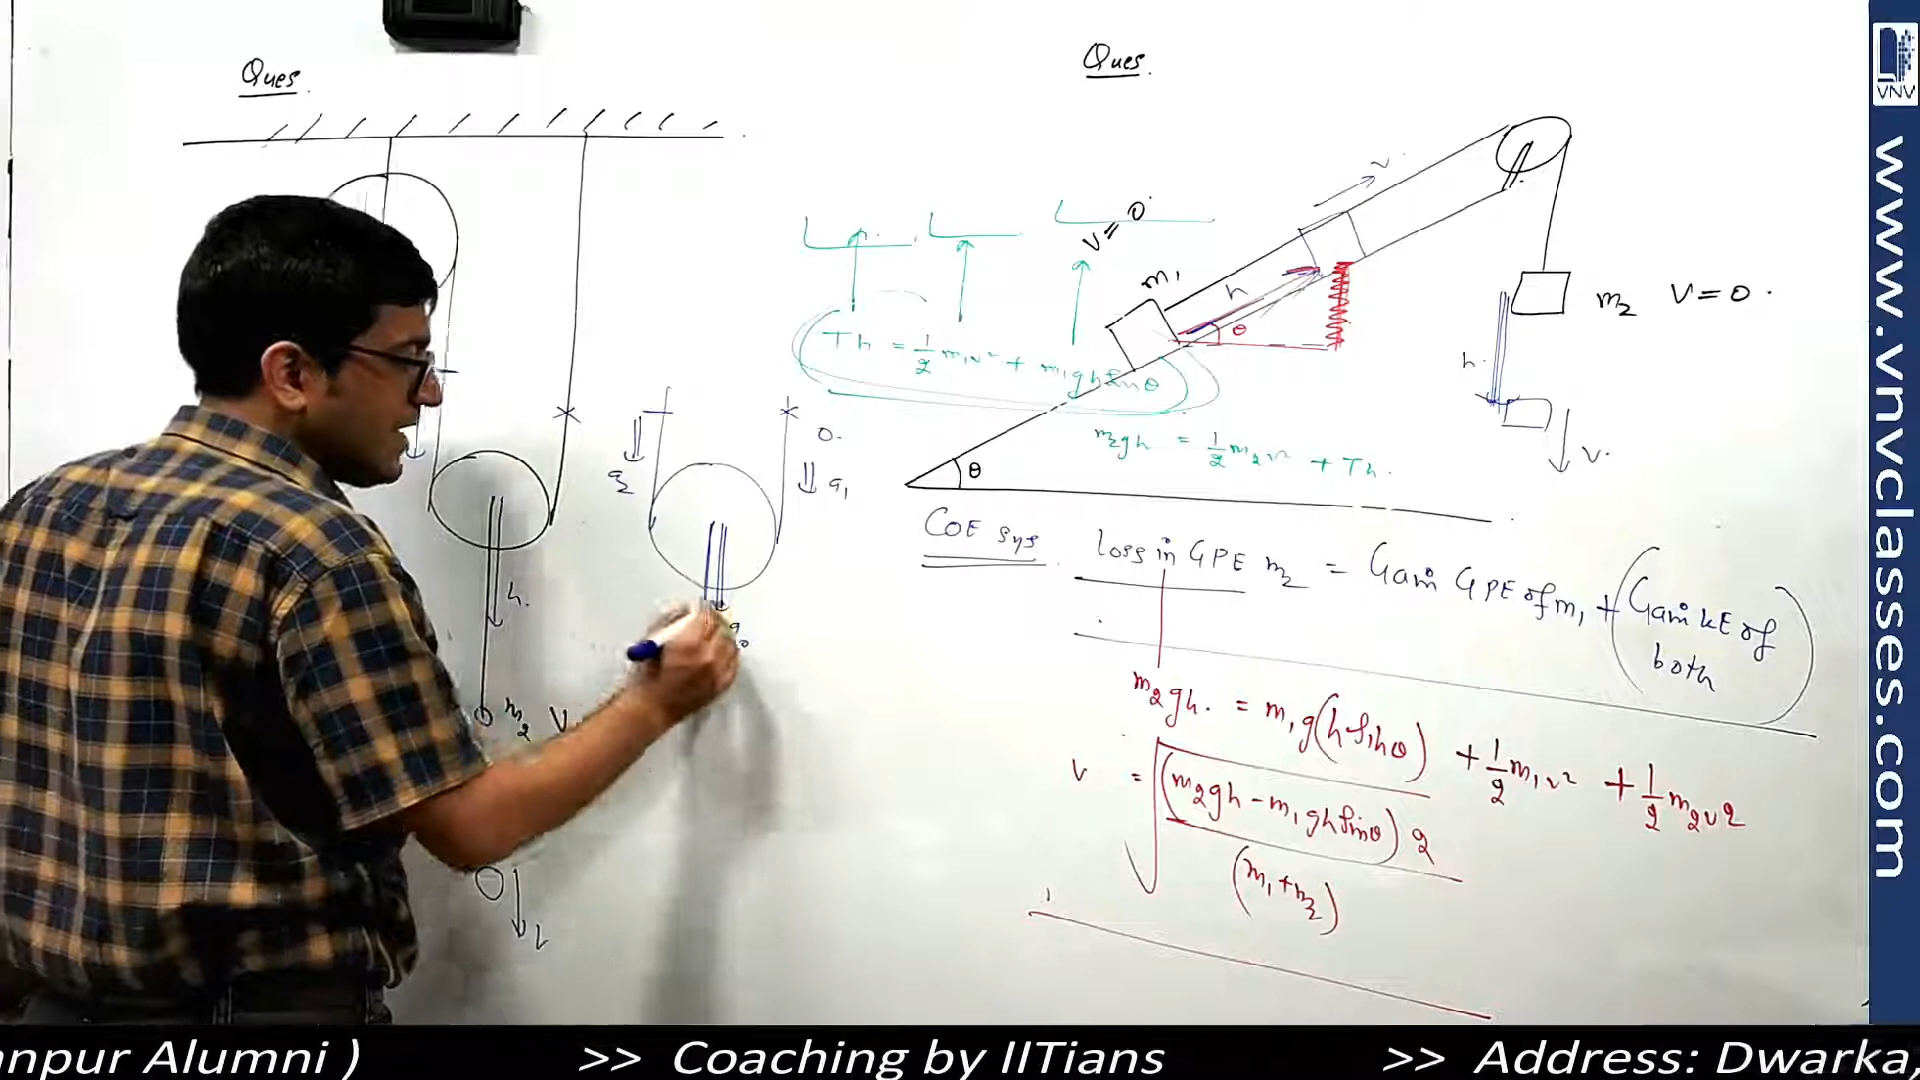 Ques.
h.
m2 V
v
a2
0.
a1
Ques.
v
V=0
m1
h
θ
m2 V=0.
h.
v.
Th = 1/2 m1v² + m1gh sinθ
m2gh = 1/2 m2v² + Th.
θ
COE sys. Loss in GPE m2 = Gain GPE of m1 + (Gain kE of both)
m2gh. = m1g(h sinθ) + 1/2 m1v² + 1/2 m2v2
v = √((m2gh - m1gh sinθ) 2 / (m1+m2))
VNV
www.vnvclasses.com
anpur Alumni ) >> Coaching by IITians >> Address: Dwarka,